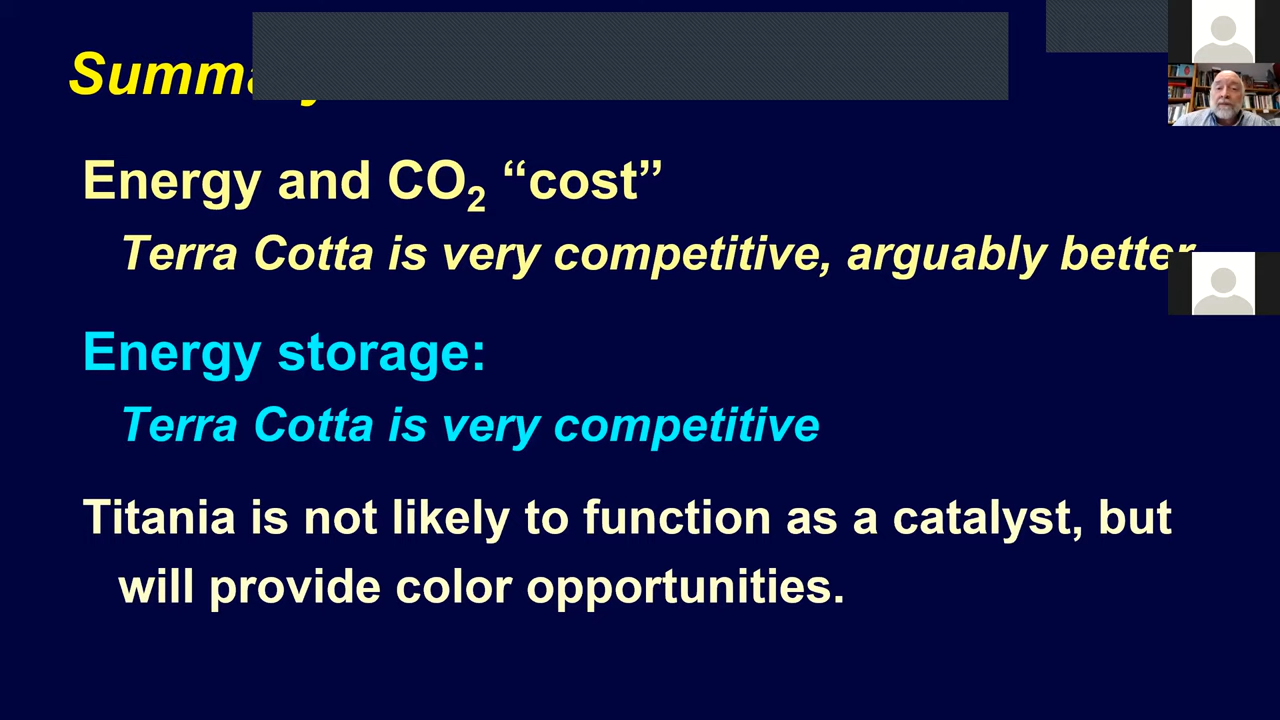 Energy and CO₂ “cost”
Terra Cotta is very competitive, arguably better
Energy storage:
Terra Cotta is very competitive
Titania is not likely to function as a catalyst, but
will provide color opportunities.